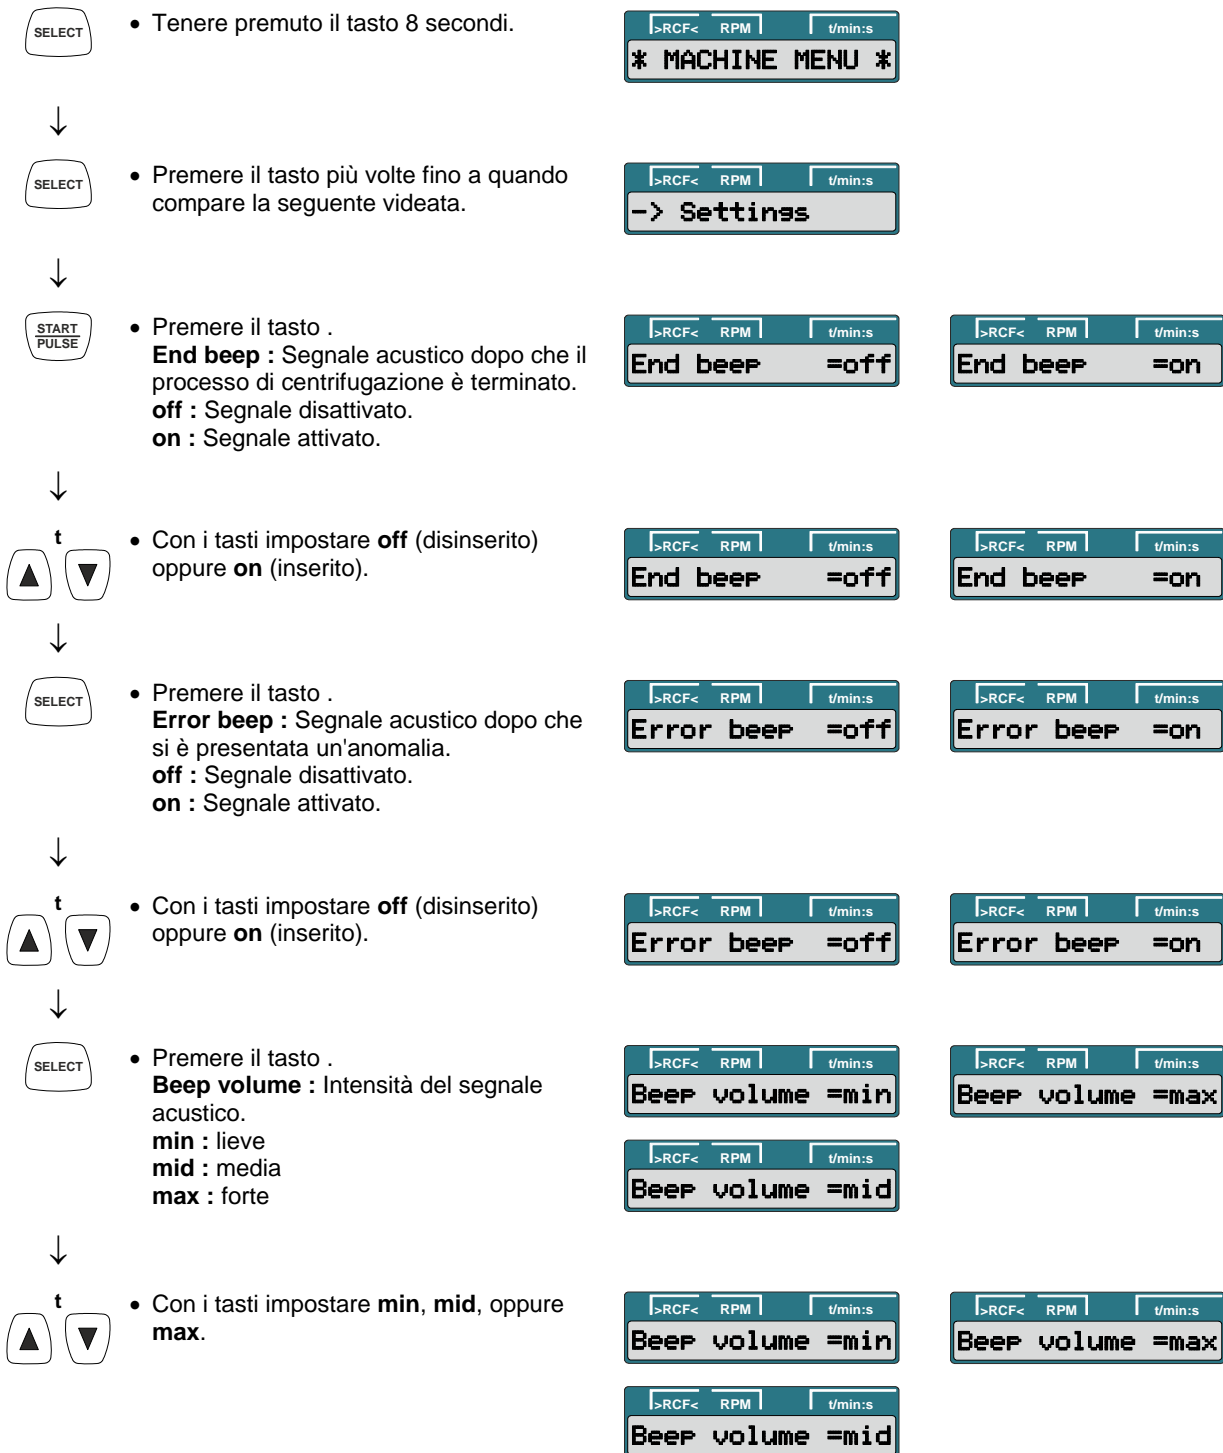 SELECT
• Tenere premuto il tasto 8 secondi.
>RCF< RPM t/min:s
* MACHINE MENU *
↓
SELECT
• Premere il tasto più volte fino a quando
compare la seguente videata.
>RCF< RPM t/min:s
-> Settings
↓
START
PULSE
• Premere il tasto .
End beep : Segnale acustico dopo che il
processo di centrifugazione è terminato.
off : Segnale disattivato.
on : Segnale attivato.
>RCF< RPM t/min:s
End beep =off
>RCF< RPM t/min:s
End beep =on
↓
t
▲ ▼
• Con i tasti impostare off (disinserito)
oppure on (inserito).
>RCF< RPM t/min:s
End beep =off
>RCF< RPM t/min:s
End beep =on
↓
SELECT
• Premere il tasto .
Error beep : Segnale acustico dopo che
si è presentata un'anomalia.
off : Segnale disattivato.
on : Segnale attivato.
>RCF< RPM t/min:s
Error beep =off
>RCF< RPM t/min:s
Error beep =on
↓
t
▲ ▼
• Con i tasti impostare off (disinserito)
oppure on (inserito).
>RCF< RPM t/min:s
Error beep =off
>RCF< RPM t/min:s
Error beep =on
↓
SELECT
• Premere il tasto .
Beep volume : Intensità del segnale
acustico.
min : lieve
mid : media
max : forte
>RCF< RPM t/min:s
Beep volume =min
>RCF< RPM t/min:s
Beep volume =max
>RCF< RPM t/min:s
Beep volume =mid
↓
t
▲ ▼
• Con i tasti impostare min, mid, oppure
max.
>RCF< RPM t/min:s
Beep volume =min
>RCF< RPM t/min:s
Beep volume =max
>RCF< RPM t/min:s
Beep volume =mid